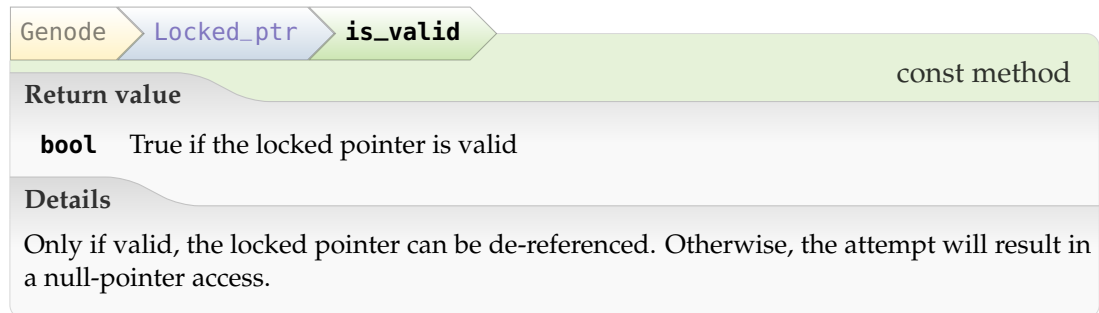 Genode Locked_ptr is_valid
const method
Return value
bool True if the locked pointer is valid
Details
Only if valid, the locked pointer can be de-referenced. Otherwise, the attempt will result in
a null-pointer access.